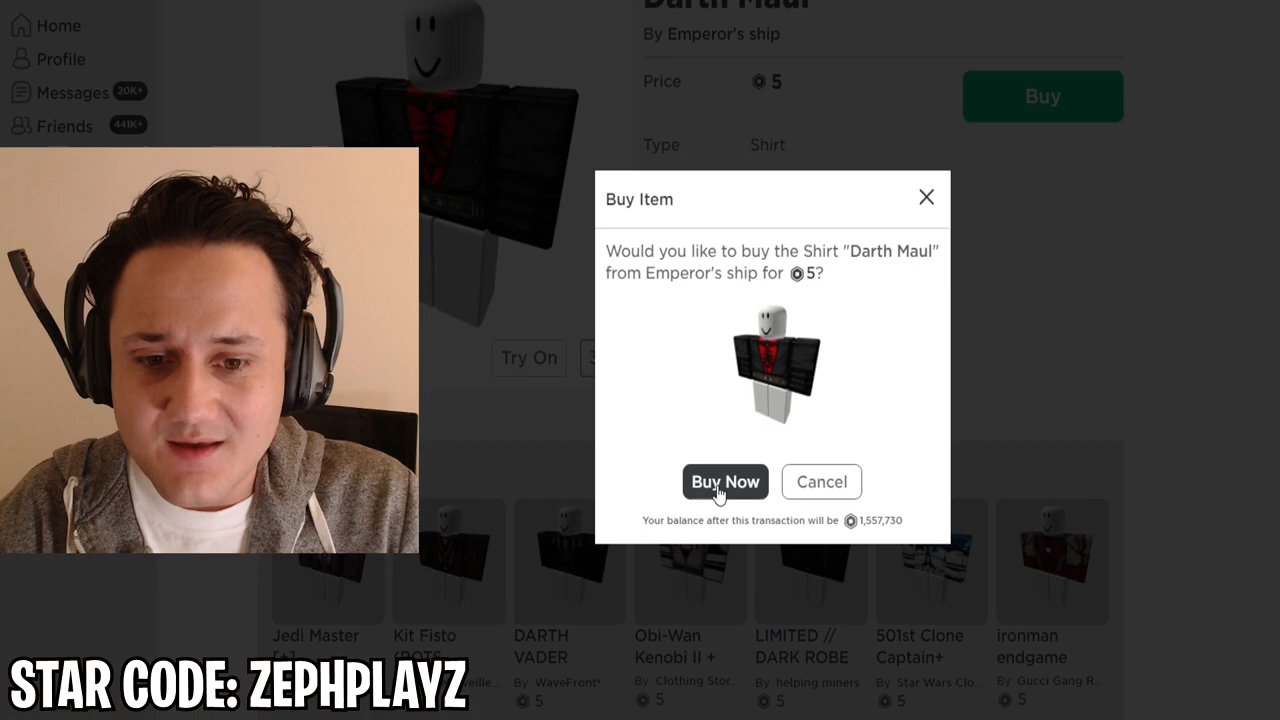 Home
Profile
Messages 20K+
Friends 441K+
Darth Maul
By Emperor's ship
Price 5
Buy
Type Shirt
Try On
3
Buy Item
Would you like to buy the Shirt "Darth Maul"
from Emperor's ship for 5?
Buy Now Cancel
Your balance after this transaction will be 1,557,730
Jedi Master
[+]
Kit Fisto
DARTH
VADER
By WaveFront*
5
Obi-Wan
Kenobi II +
By Clothing Stor...
5
LIMITED //
DARK ROBE
By helping miners
5
501st Clone
Captain+
By Star Wars Clo...
5
ironman
endgame
By Gucci Gang R...
5
STAR CODE: ZEPHPLAYZ